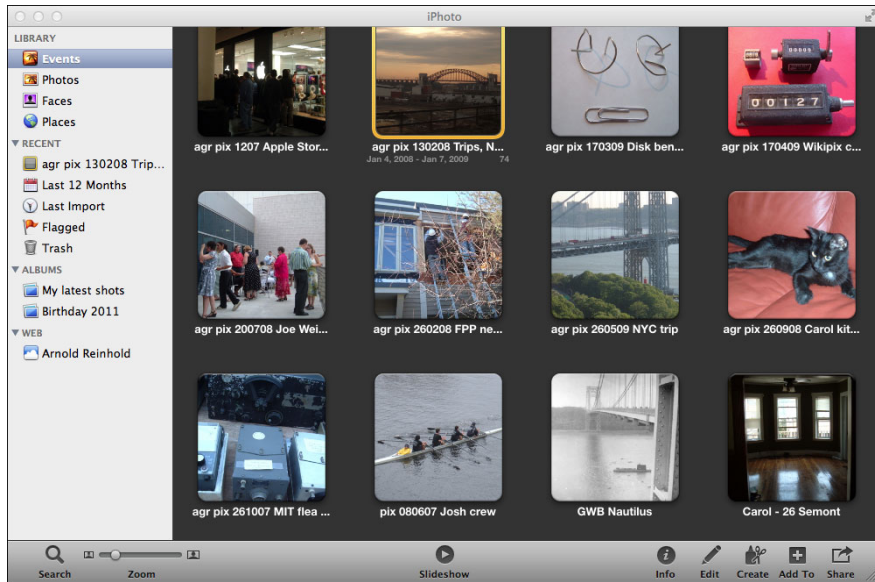 iPhoto
LIBRARY
Events
Photos
Faces
Places
RECENT
agr pix 130208 Trip...
Last 12 Months
Last Import
Flagged
Trash
ALBUMS
My latest shots
Birthday 2011
WEB
Arnold Reinhold
agr pix 1207 Apple Stor...
agr pix 130208 Trips, N...
Jan 4, 2008 - Jan 7, 2009 74
agr pix 170309 Disk ben...
00127
agr pix 170409 Wikipix c...
agr pix 200708 Joe Wei...
agr pix 260208 FPP ne...
agr pix 260509 NYC trip
agr pix 260908 Carol kit...
agr pix 261007 MIT flea ...
pix 080607 Josh crew
GWB Nautilus
Carol - 26 Semont
Search
Zoom
Slideshow
Info
Edit
Create
Add To
Share